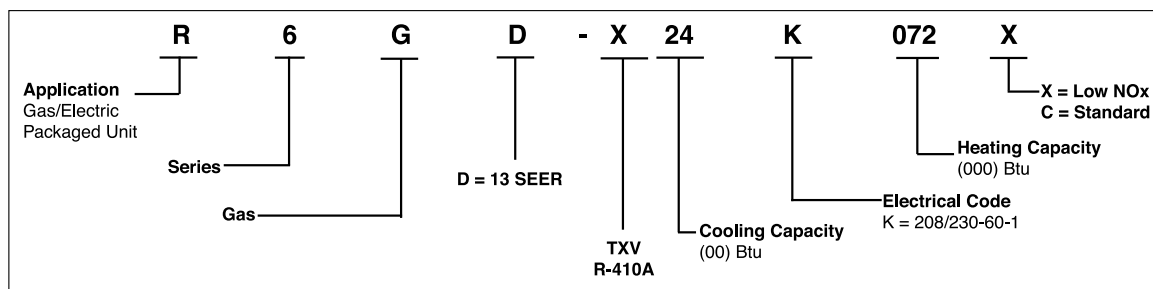 R 6 G D - X 24 K 072 X
Application
Gas/Electric
Packaged Unit
X = Low NOx
C = Standard
Series
Heating Capacity
(000) Btu
D = 13 SEER
Gas
Electrical Code
K = 208/230-60-1
TXV
R-410A
Cooling Capacity
(00) Btu